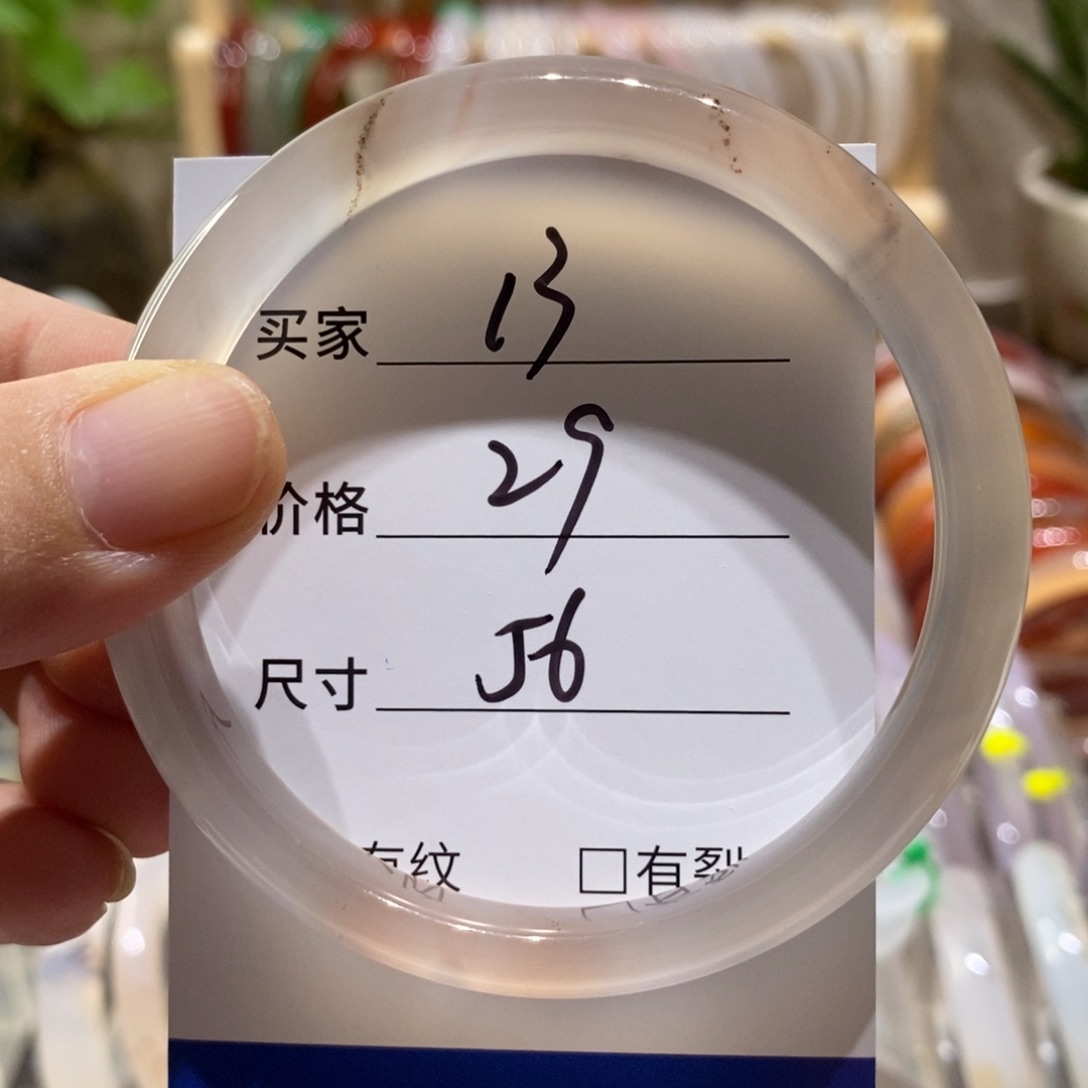 买家 13
价格 29
尺寸 56
有纹 □有裂